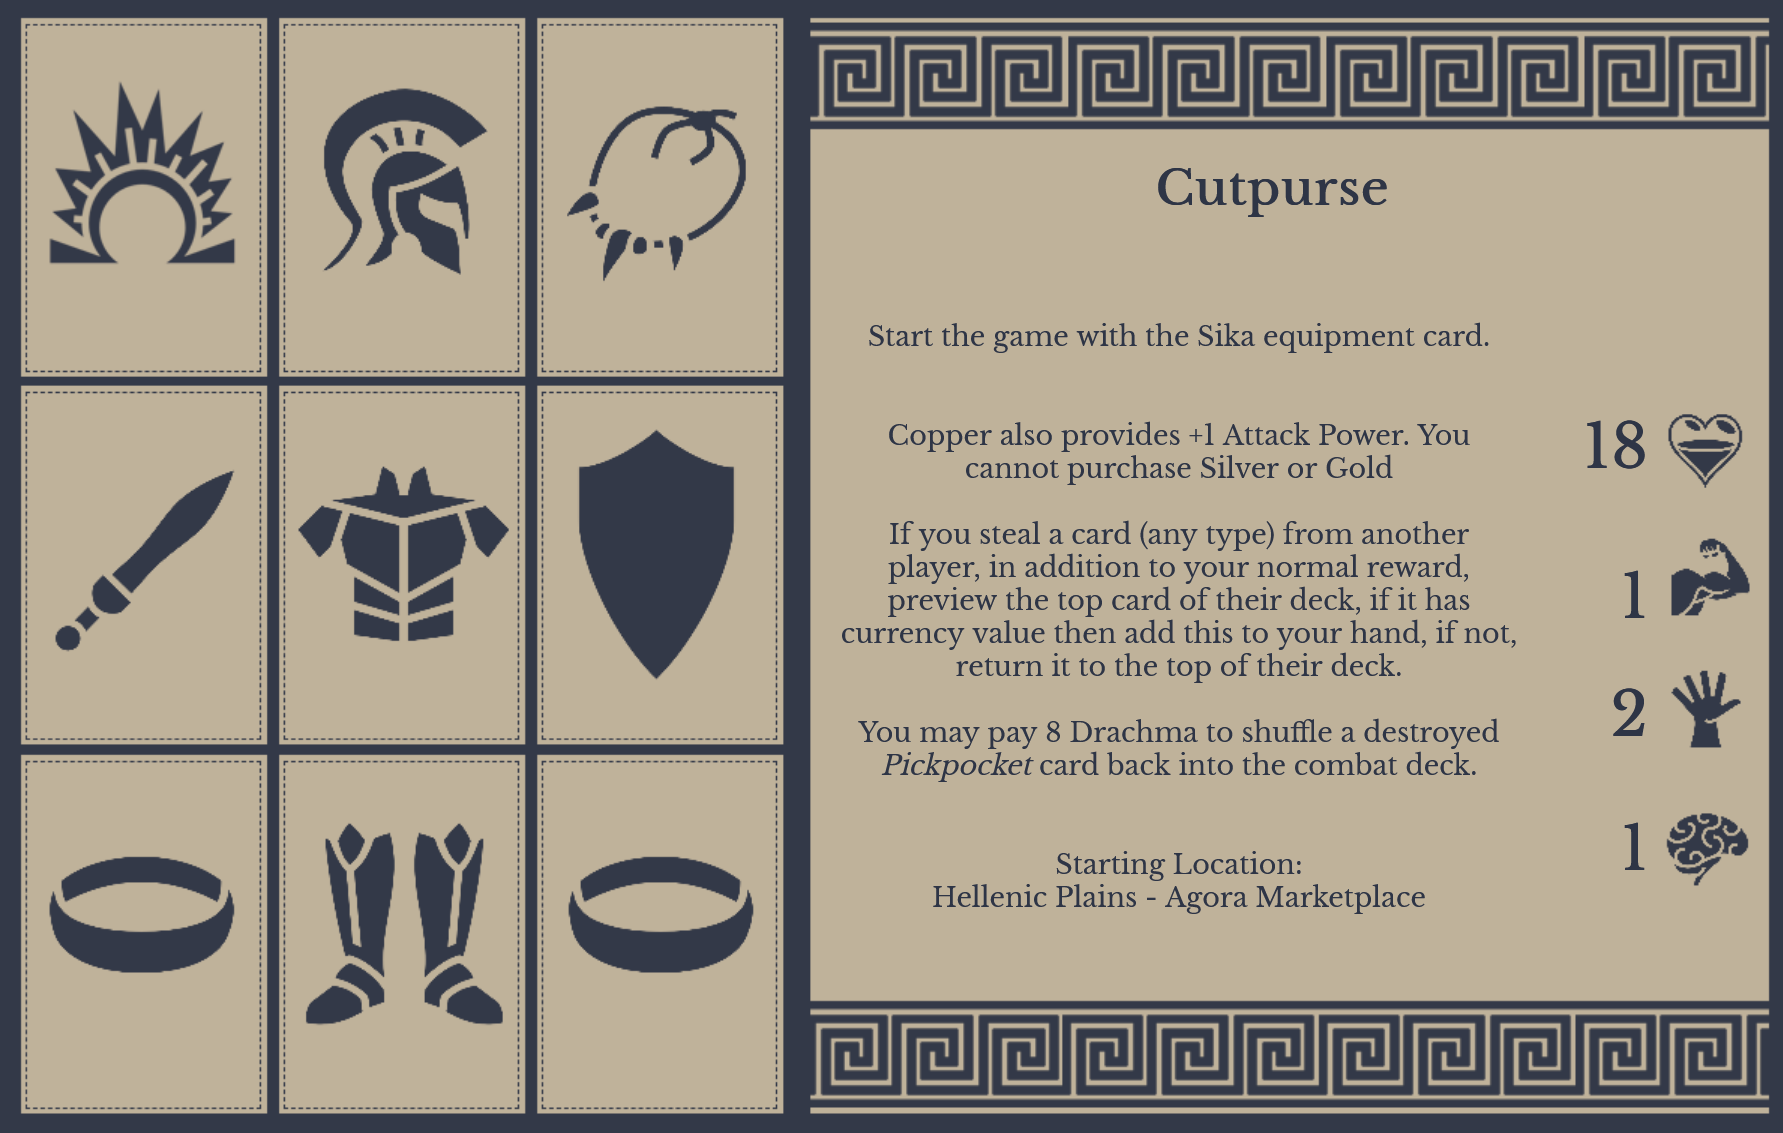 Cutpurse
Start the game with the Sika equipment card.
Copper also provides +1 Attack Power. You
cannot purchase Silver or Gold
18
If you steal a card (any type) from another
player, in addition to your normal reward,
preview the top card of their deck, if it has
currency value then add this to your hand, if not,
return it to the top of their deck.
1
You may pay 8 Drachma to shuffle a destroyed
Pickpocket card back into the combat deck.
2
Starting Location:
Hellenic Plains - Agora Marketplace
1